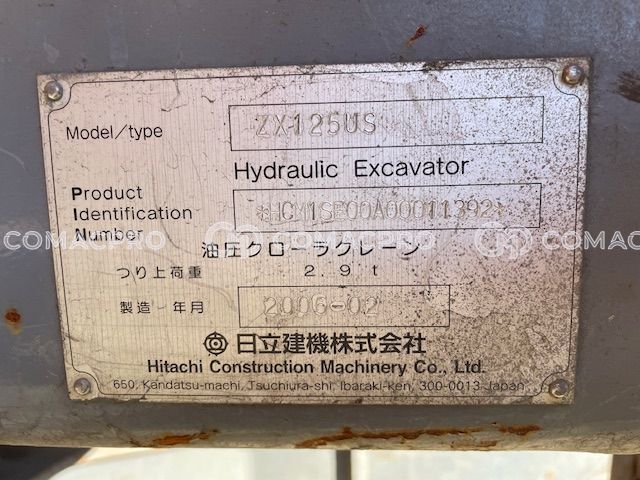 Model/type ZX125US
Hydraulic Excavator
Product
Identification *HCM1SE00A00011392*
Number
COMACPRO COMACPRO COMACPRO
油圧クローラクレーン
つり上荷重 2.9t
製造 年月 2006-02
日立建機株式会社
Hitachi Construction Machinery Co., Ltd.
650, Kandatsu-machi, Tsuchiura-shi, Ibaraki-ken, 300-0013 Japan